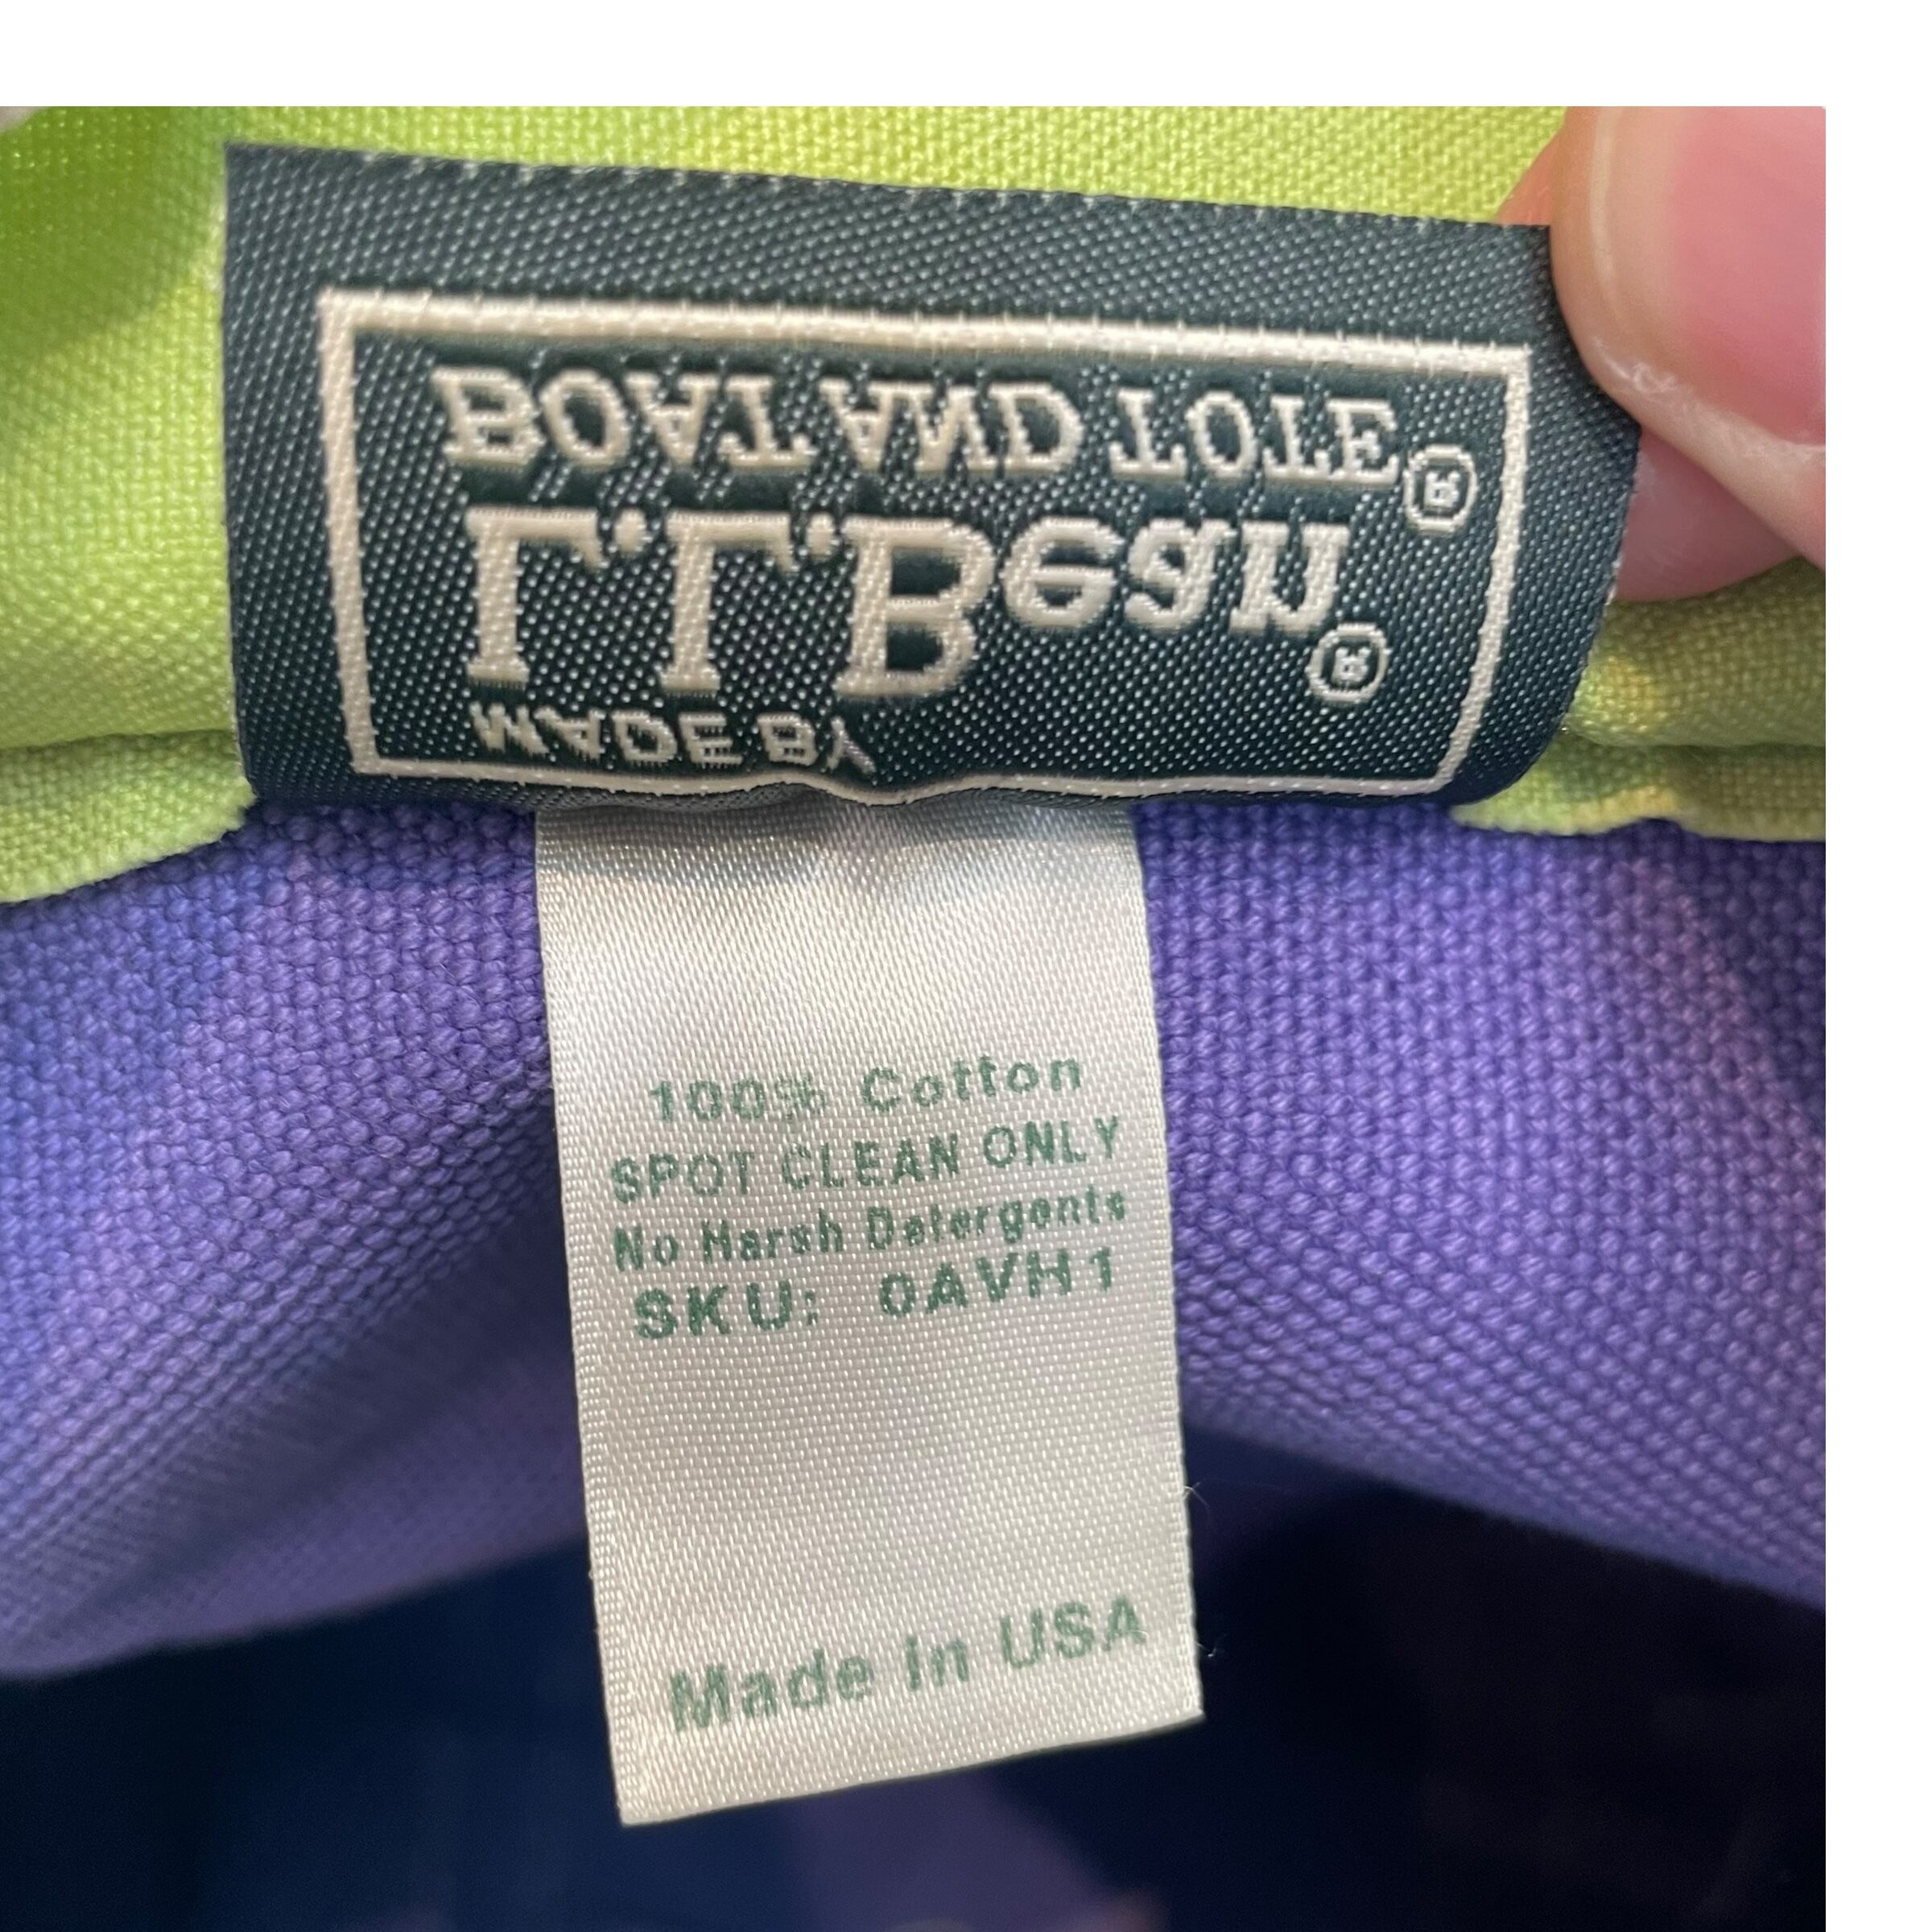 BOAT AND TOTE®
L.L.Bean®
MADE BY
100% Cotton
SPOT CLEAN ONLY
No Harsh Detergents
SKU: 0AVH1
Made in USA